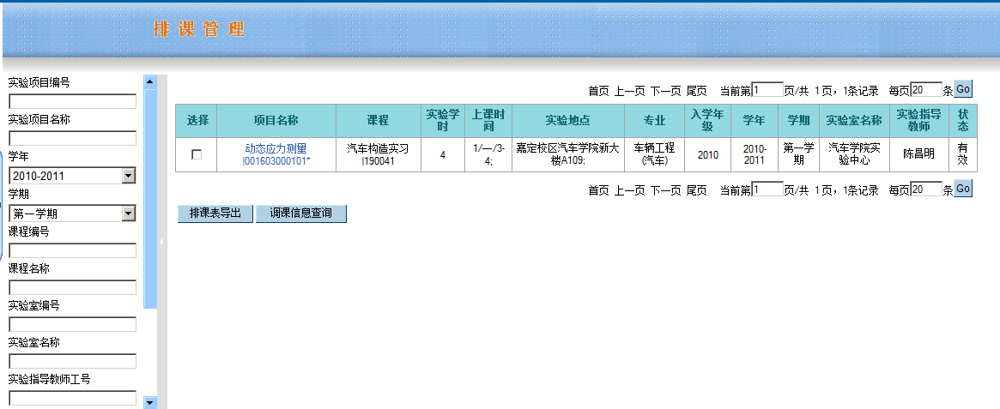 排课管理
实验项目编号
实验项目名称
学年
2010-2011
学期
第一学期
课程编号
课程名称
实验室编号
实验室名称
实验指导教师工号
首页 上一页 下一页 尾页 当前第1页/共 1 页，1条记录 每页20条Go
选择 项目名称 课程 实验学时 上课时间 实验地点 专业 入学年级 学年 学期 实验室名称 实验指导教师 状态
动态应力测量|001603000101* 汽车构造实习|190041 4 1/一/3-4; 嘉定校区汽车学院新大楼A109; 车辆工程(汽车) 2010 2010-2011 第一学期 汽车学院实验中心 陈昌明 有效
首页 上一页 下一页 尾页 当前第1页/共 1 页，1条记录 每页20条Go
排课表导出 调课信息查询